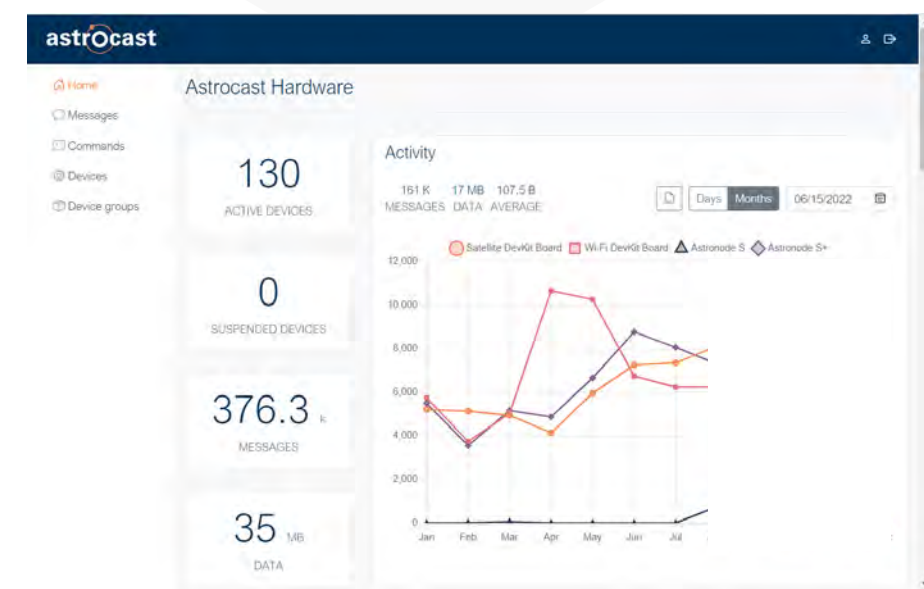 astrocast
Home
Messages
Commands
Devices
Device groups
Astrocast Hardware
130
ACTIVE DEVICES
0
SUSPENDED DEVICES
376.3 k
MESSAGES
35 MB
DATA
Activity
161 K 17 MB 107.5 B
MESSAGES DATA AVERAGE
Days Months 06/15/2022
Satellite DevKit Board Wi-Fi DevKit Board Astronode S Astronode S+
12,000
10,000
8,000
6,000
4,000
2,000
0
Jan Feb Mar Apr May Jun Jul